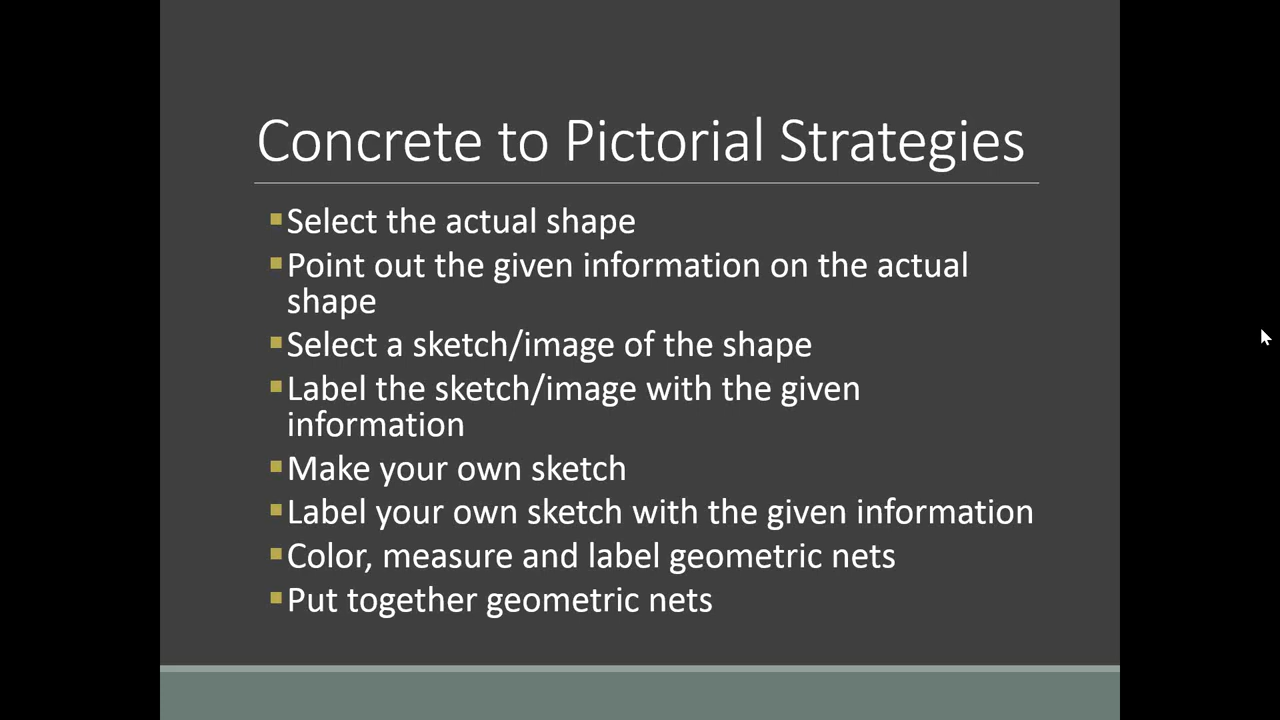 Concrete to Pictorial Strategies
▪Select the actual shape
▪Point out the given information on the actual
shape
▪Select a sketch/image of the shape
▪Label the sketch/image with the given
information
▪Make your own sketch
▪Label your own sketch with the given information
▪Color, measure and label geometric nets
▪Put together geometric nets